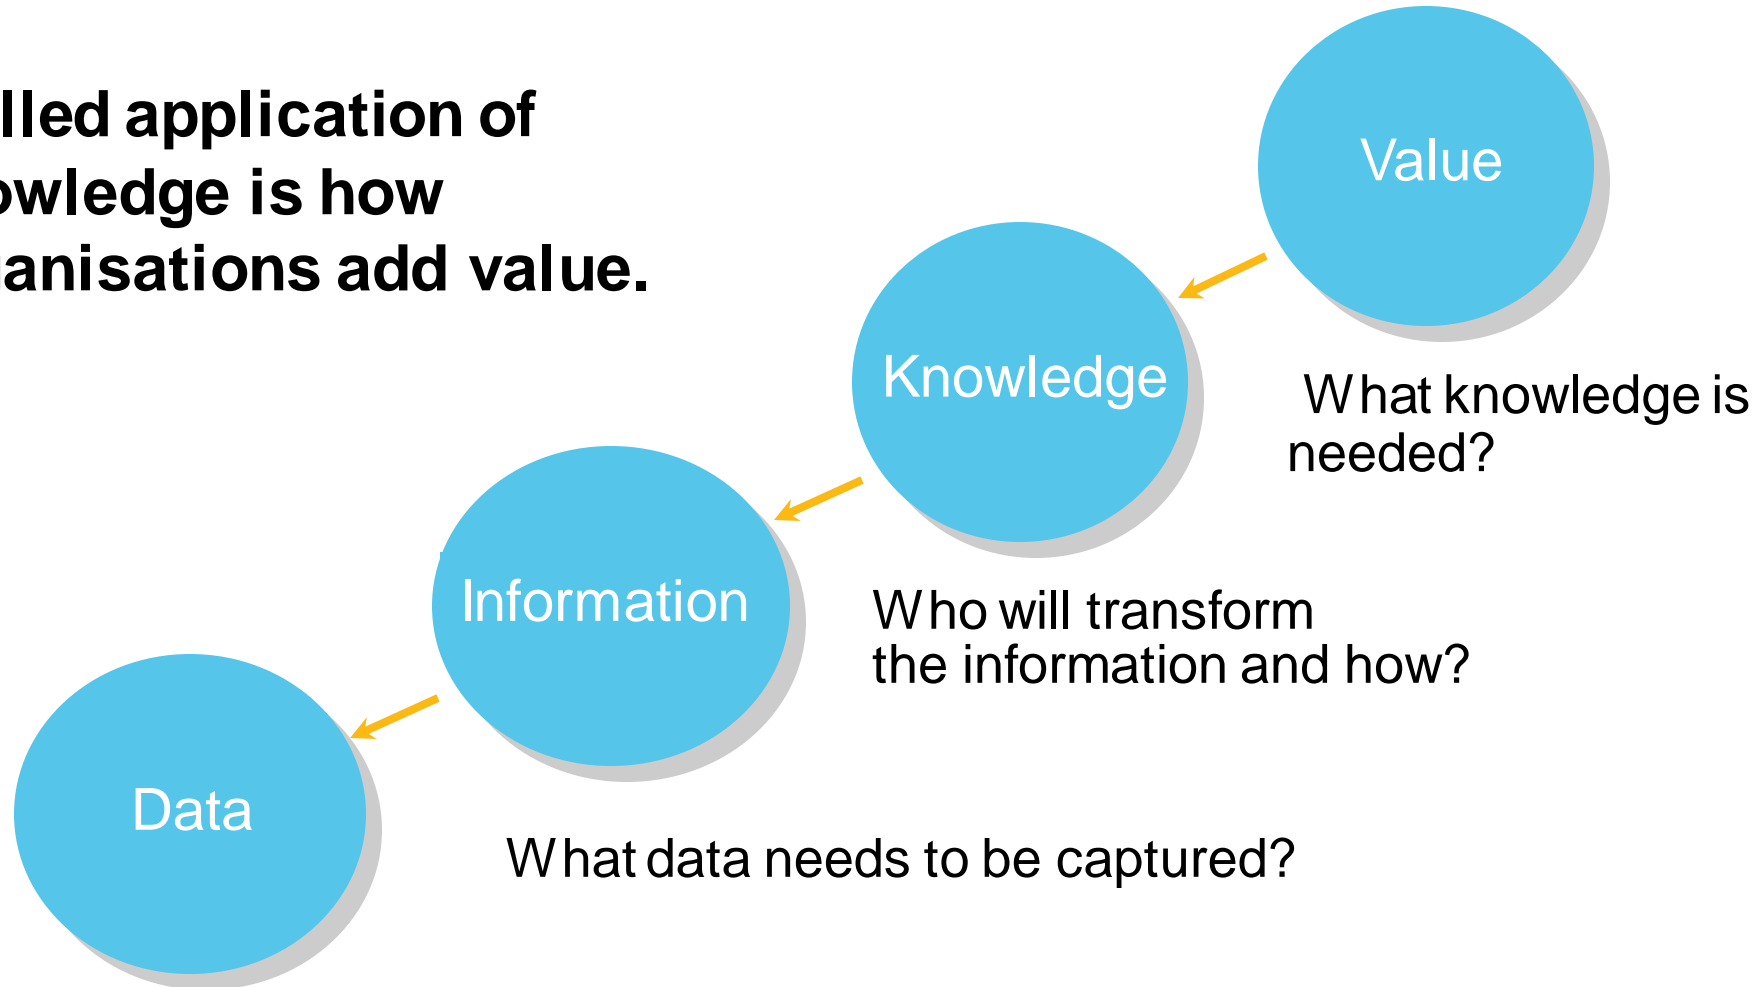 lled application of
owledge is how
anisations add value.
Value
Knowledge
What knowledge is
needed?
Information
Who will transform
the information and how?
Data
What data needs to be captured?